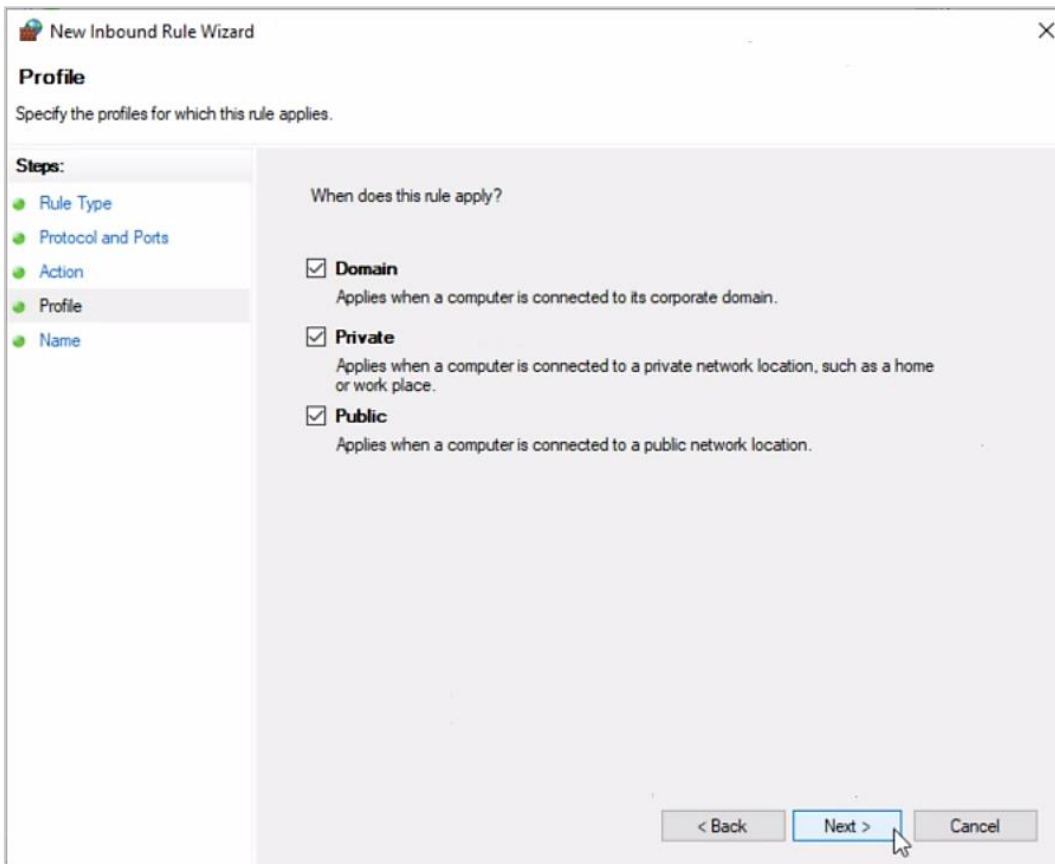 New Inbound Rule Wizard
Profile
Specify the profiles for which this rule applies.
Steps:
Rule Type
Protocol and Ports
Action
Profile
Name
When does this rule apply?
Domain
Applies when a computer is connected to its corporate domain.
Private
Applies when a computer is connected to a private network location, such as a home
or work place.
Public
Applies when a computer is connected to a public network location.
< Back
Next >
Cancel